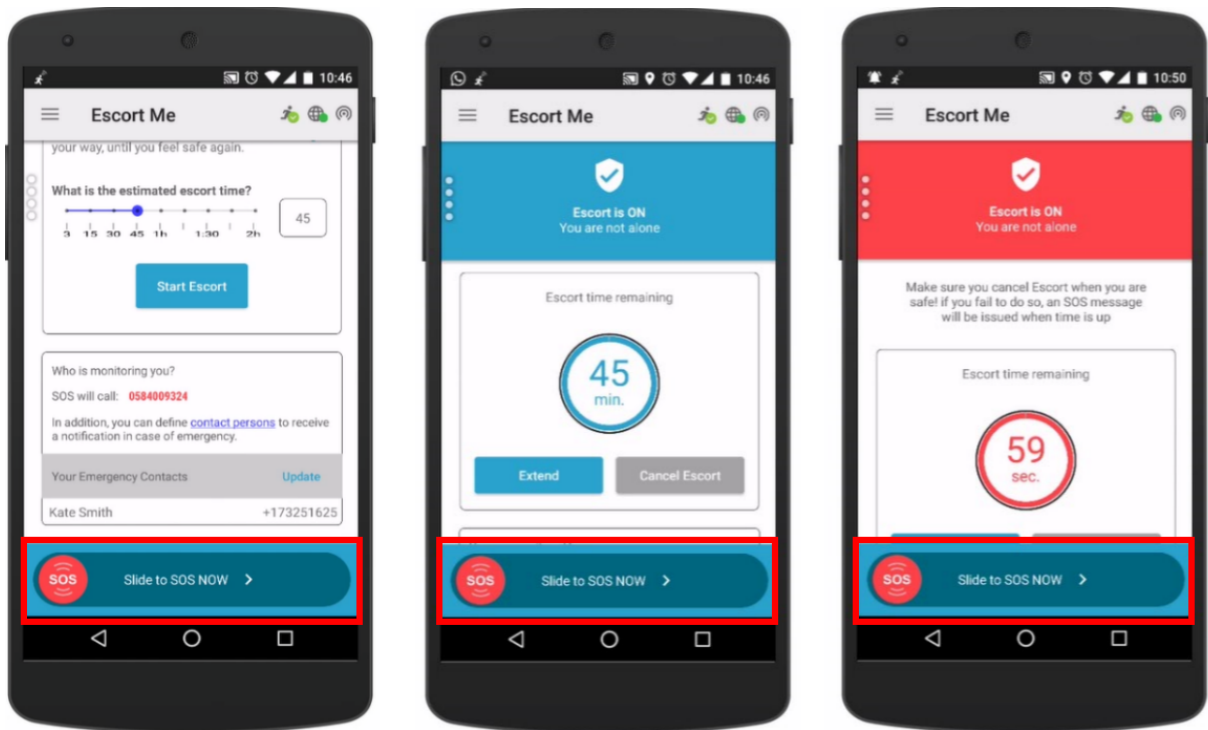 10:46
Escort Me
your way, until you feel safe again.
What is the estimated escort time?
45
3 15 30 45 1h 1:30 2h
Start Escort
Who is monitoring you?
SOS will call: 0584009324
In addition, you can define contact persons to receive
a notification in case of emergency.
Your Emergency Contacts Update
Kate Smith +173251625
SOS Slide to SOS NOW >
10:46
Escort Me
Escort is ON
You are not alone
Escort time remaining
45
min.
Extend Cancel Escort
SOS Slide to SOS NOW >
10:50
Escort Me
Escort is ON
You are not alone
Make sure you cancel Escort when you are
safe! if you fail to do so, an SOS message
will be issued when time is up
Escort time remaining
59
sec.
SOS Slide to SOS NOW >